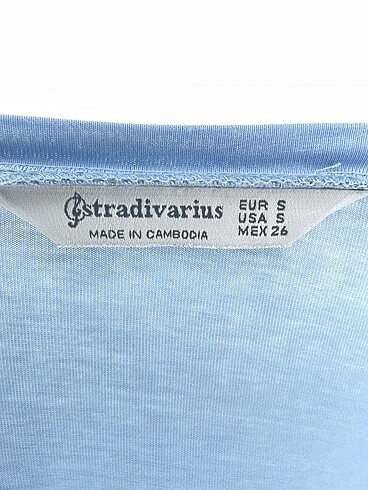 stradivarius
MADE IN CAMBODIA
EUR S
USA S
MEX 26